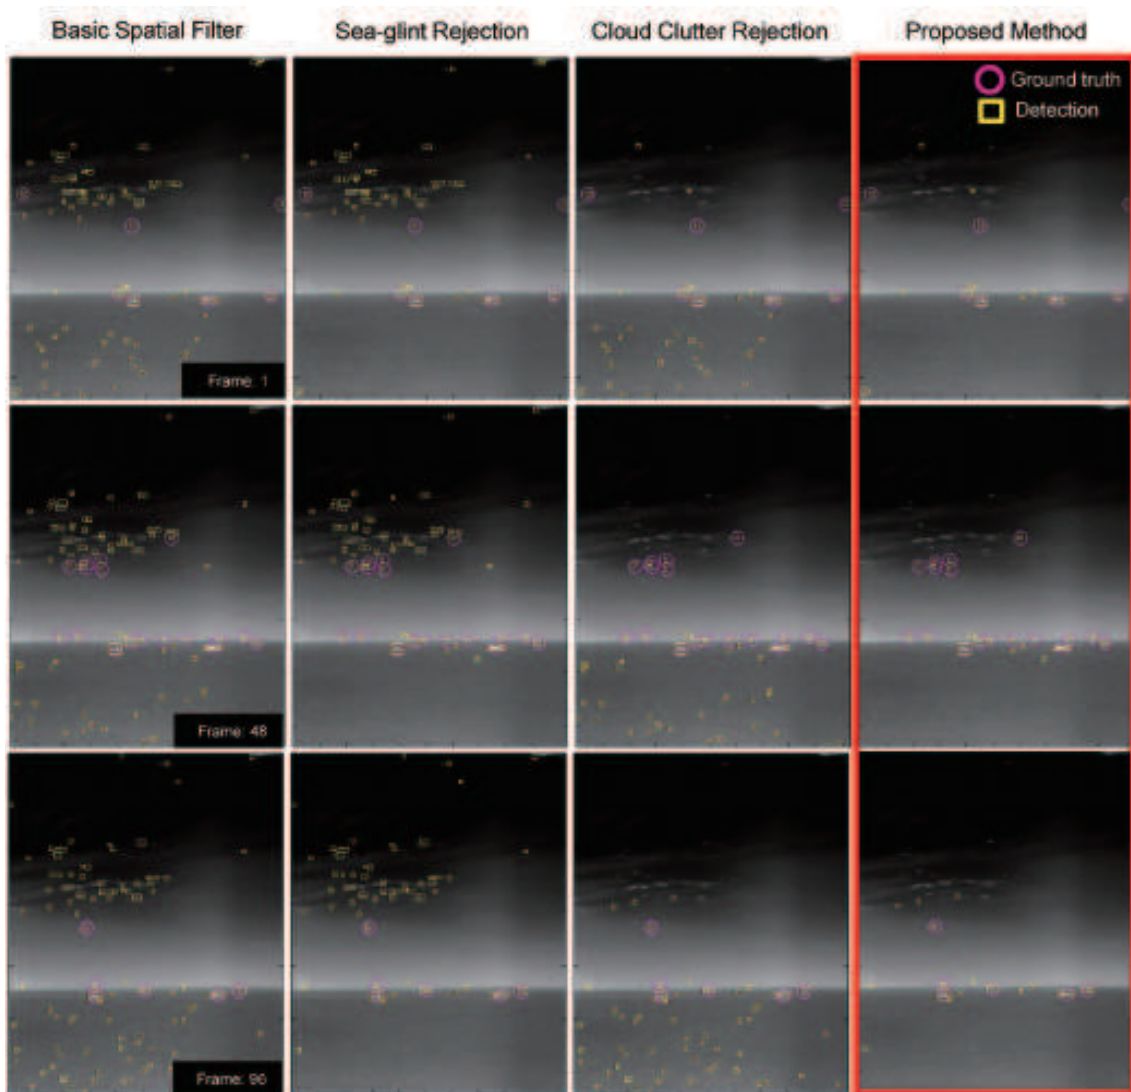 Basic Spatial Filter
Sea-glint Rejection
Cloud Clutter Rejection
Proposed Method
Ground truth
Detection
Frame: 1
Frame: 48
Frame: 96